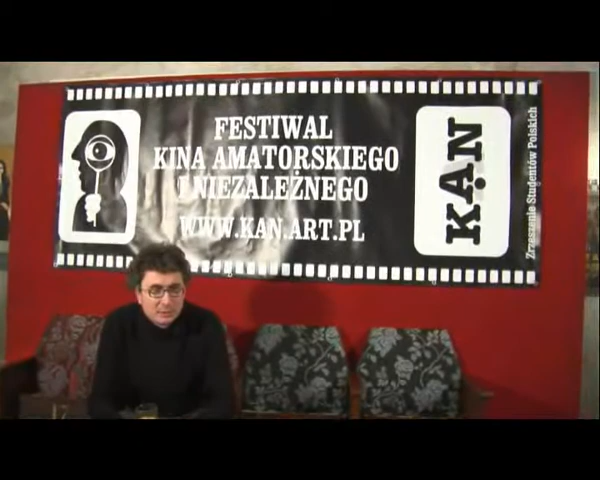 FESTIWAL
KINA AMATORSKIEGO
I NIEZALEŻNEGO
WWW.KAN.ART.PL
KAN
Zrzeszenie Studentów Polskich